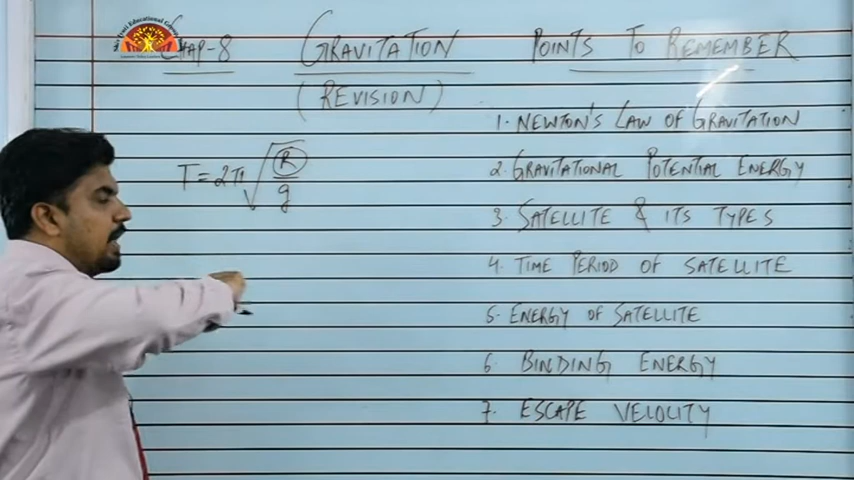 CHAP-8 GRAVITATION POINTS TO REMEMBER
(REVISION)
T = 2π √(R/g)
1. NEWTON'S LAW OF GRAVITATION
2. GRAVITATIONAL POTENTIAL ENERGY
3. SATELLITE & ITS TYPES
4. TIME PERIOD OF SATELLITE
5. ENERGY OF SATELLITE
6. BINDING ENERGY
7. ESCAPE VELOCITY